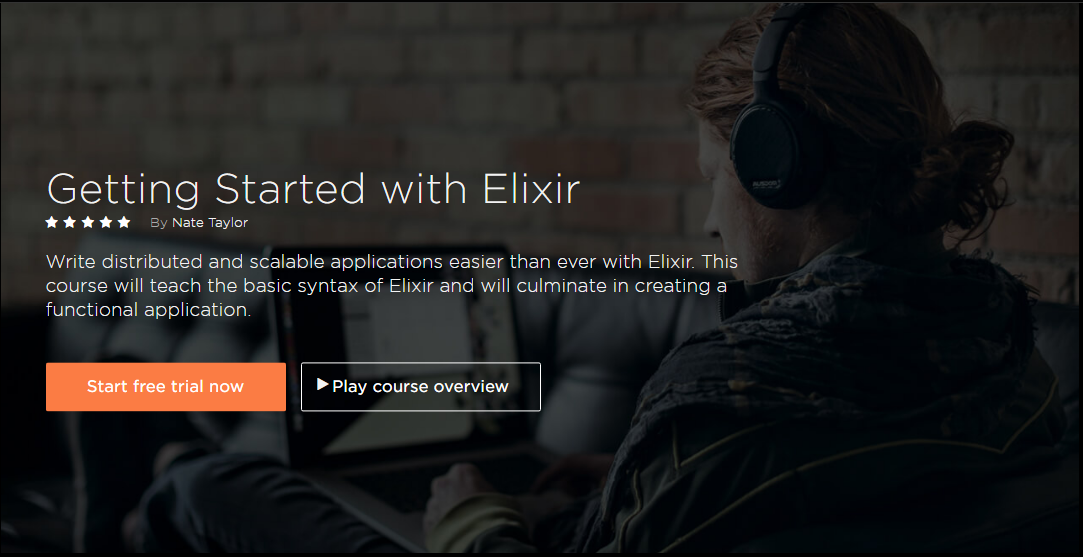 Getting Started with Elixir
By Nate Taylor
Write distributed and scalable applications easier than ever with Elixir. This
course will teach the basic syntax of Elixir and will culminate in creating a
functional application.
Start free trial now
Play course overview